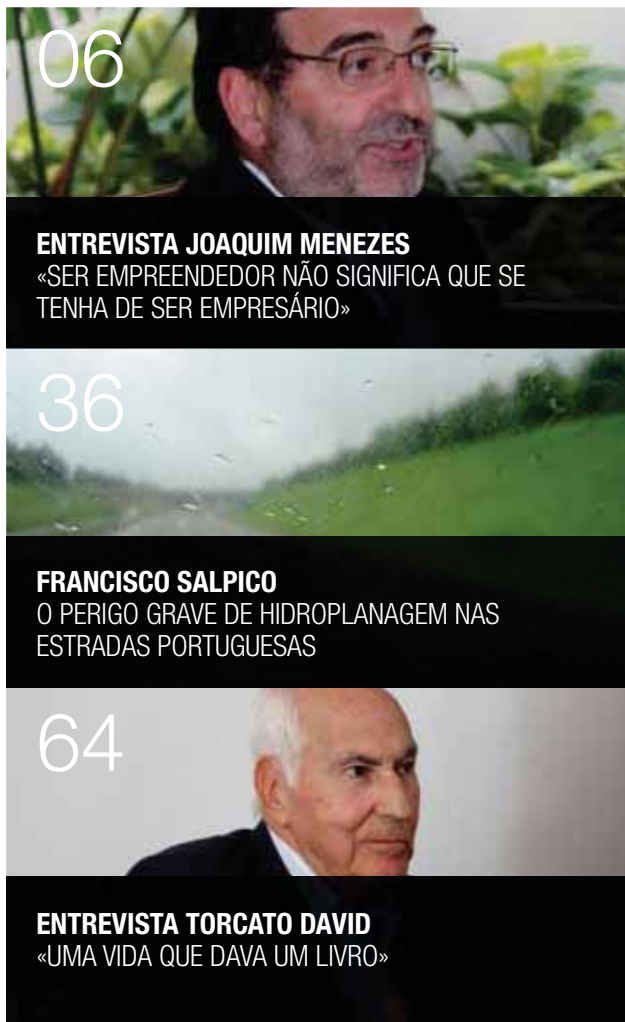 06
ENTREVISTA JOAQUIM MENEZES
«SER EMPREENDEDOR NÃO SIGNIFICA QUE SE
TENHA DE SER EMPRESÁRIO»
36
FRANCISCO SALPICO
O PERIGO GRAVE DE HIDROPLANAGEM NAS
ESTRADAS PORTUGUESAS
64
ENTREVISTA TORCATO DAVID
«UMA VIDA QUE DAVA UM LIVRO»